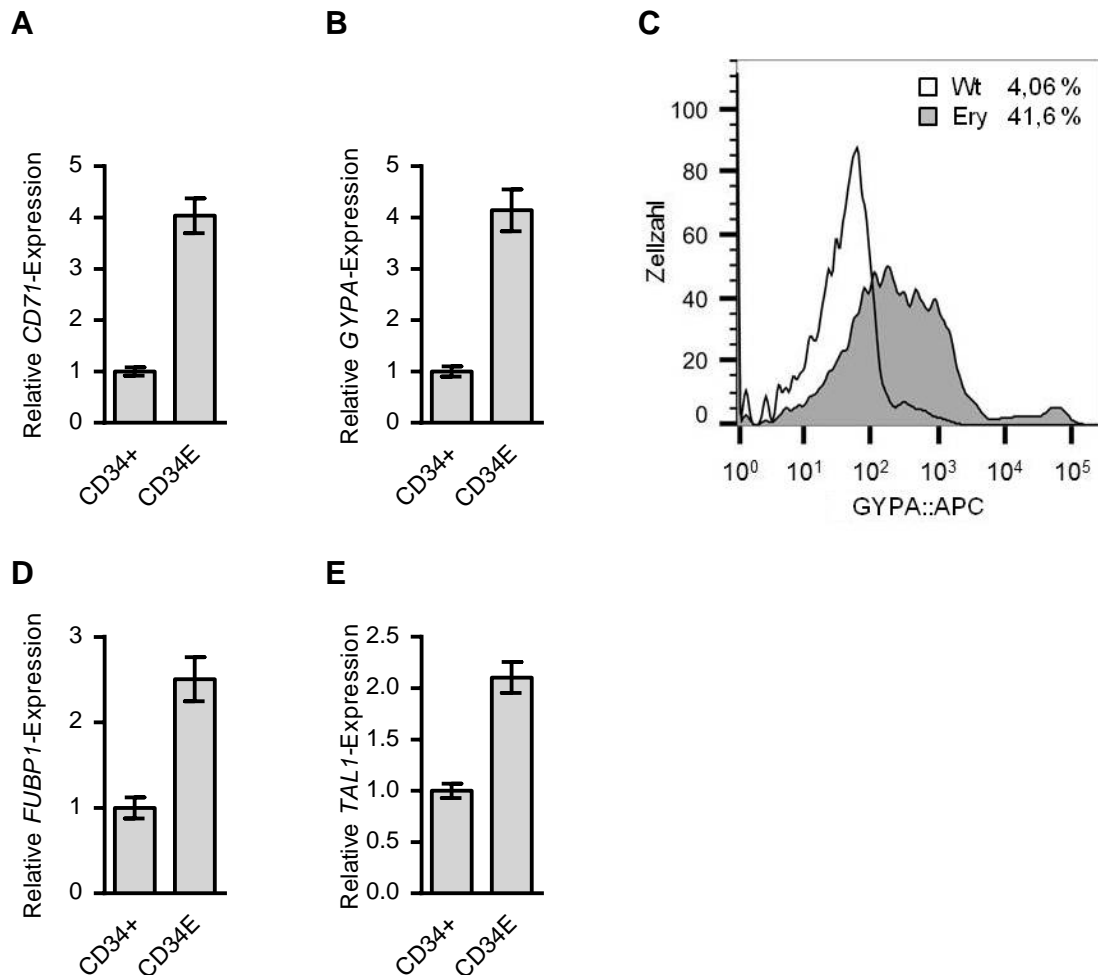 A
B
C
Relative CD71-Expression
5
4
3
2
1
0
CD34+
CD34E
Relative GYPA-Expression
5
4
3
2
1
0
CD34+
CD34E
Wt 4,06 %
Ery 41,6 %
Zellzahl
100
80
60
40
20
0
10⁰ 10¹ 10² 10³ 10⁴ 10⁵
GYPA::APC
D
E
Relative FUBP1-Expression
3
2
1
0
CD34+
CD34E
Relative TAL1-Expression
2.5
2.0
1.5
1.0
0.5
0.0
CD34+
CD34E